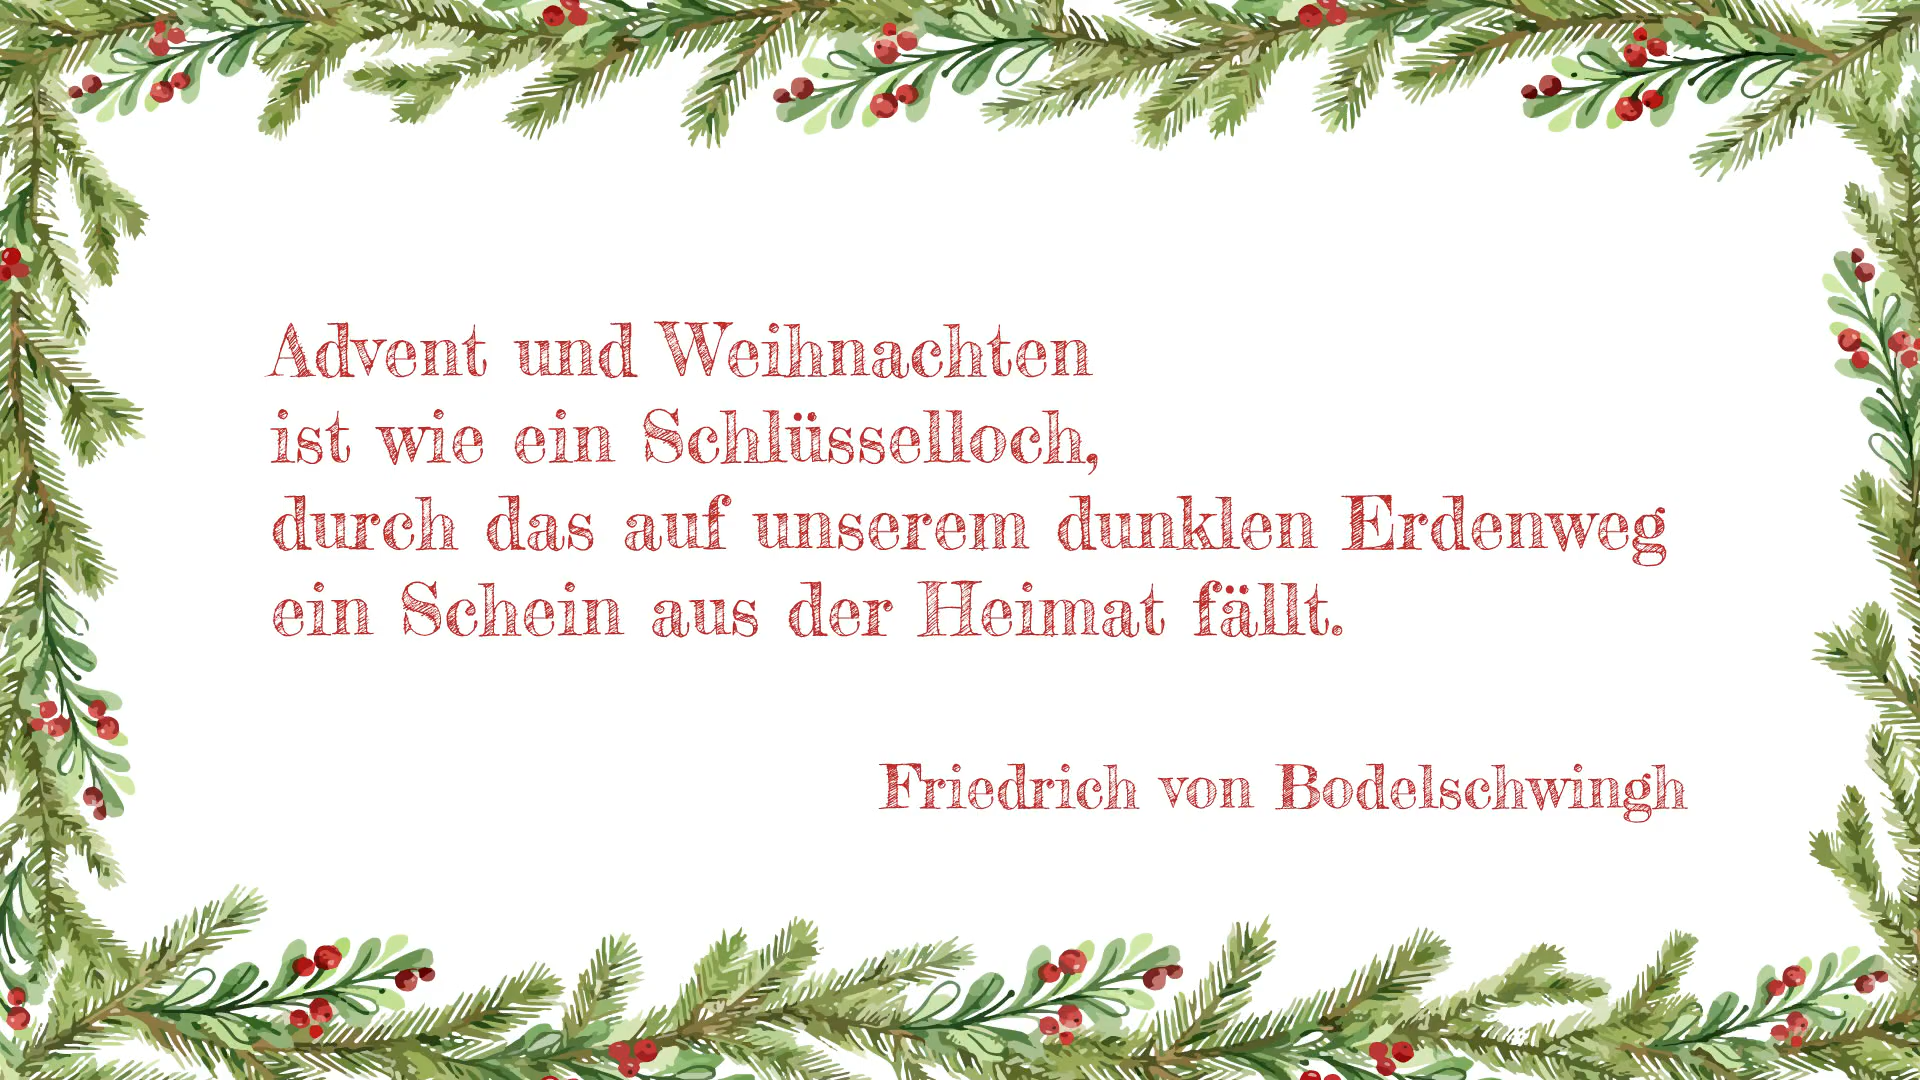 Advent und Weihnachten
ist wie ein Schlüsselloch,
durch das auf unserem dunklen Erdenweg
ein Schein aus der Heimat fällt.
Friedrich von Bodelschwingh